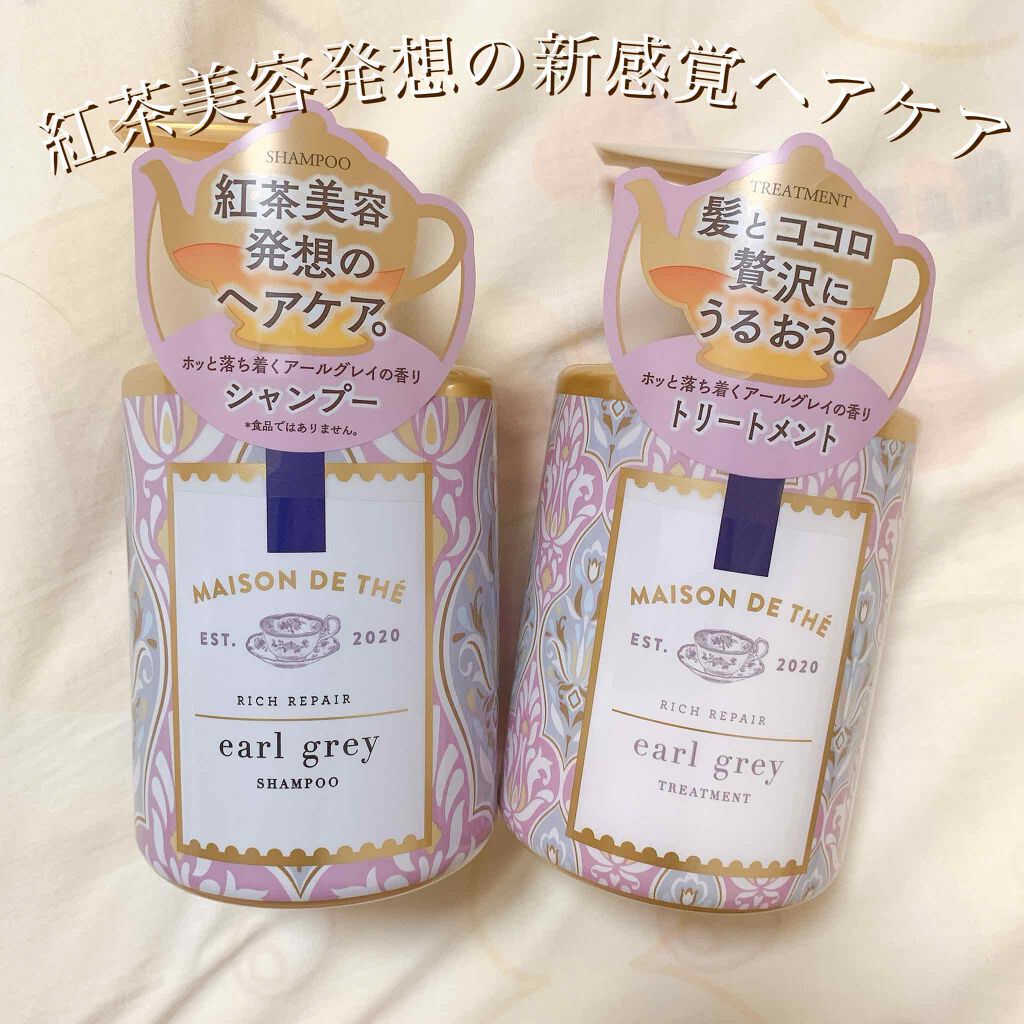 紅茶美容発想の新感覚ヘアケア
SHAMPOO
紅茶美容
発想の
ヘアケア。
ホッと落ち着くアールグレイの香り
シャンプー
*食品ではありません。
MAISON DE THÉ
EST. 2020
RICH REPAIR
earl grey
SHAMPOO
TREATMENT
髪とココロ
贅沢に
うるおう。
ホッと落ち着くアールグレイの香り
トリートメント
MAISON DE THÉ
EST. 2020
RICH REPAIR
earl grey
TREATMENT